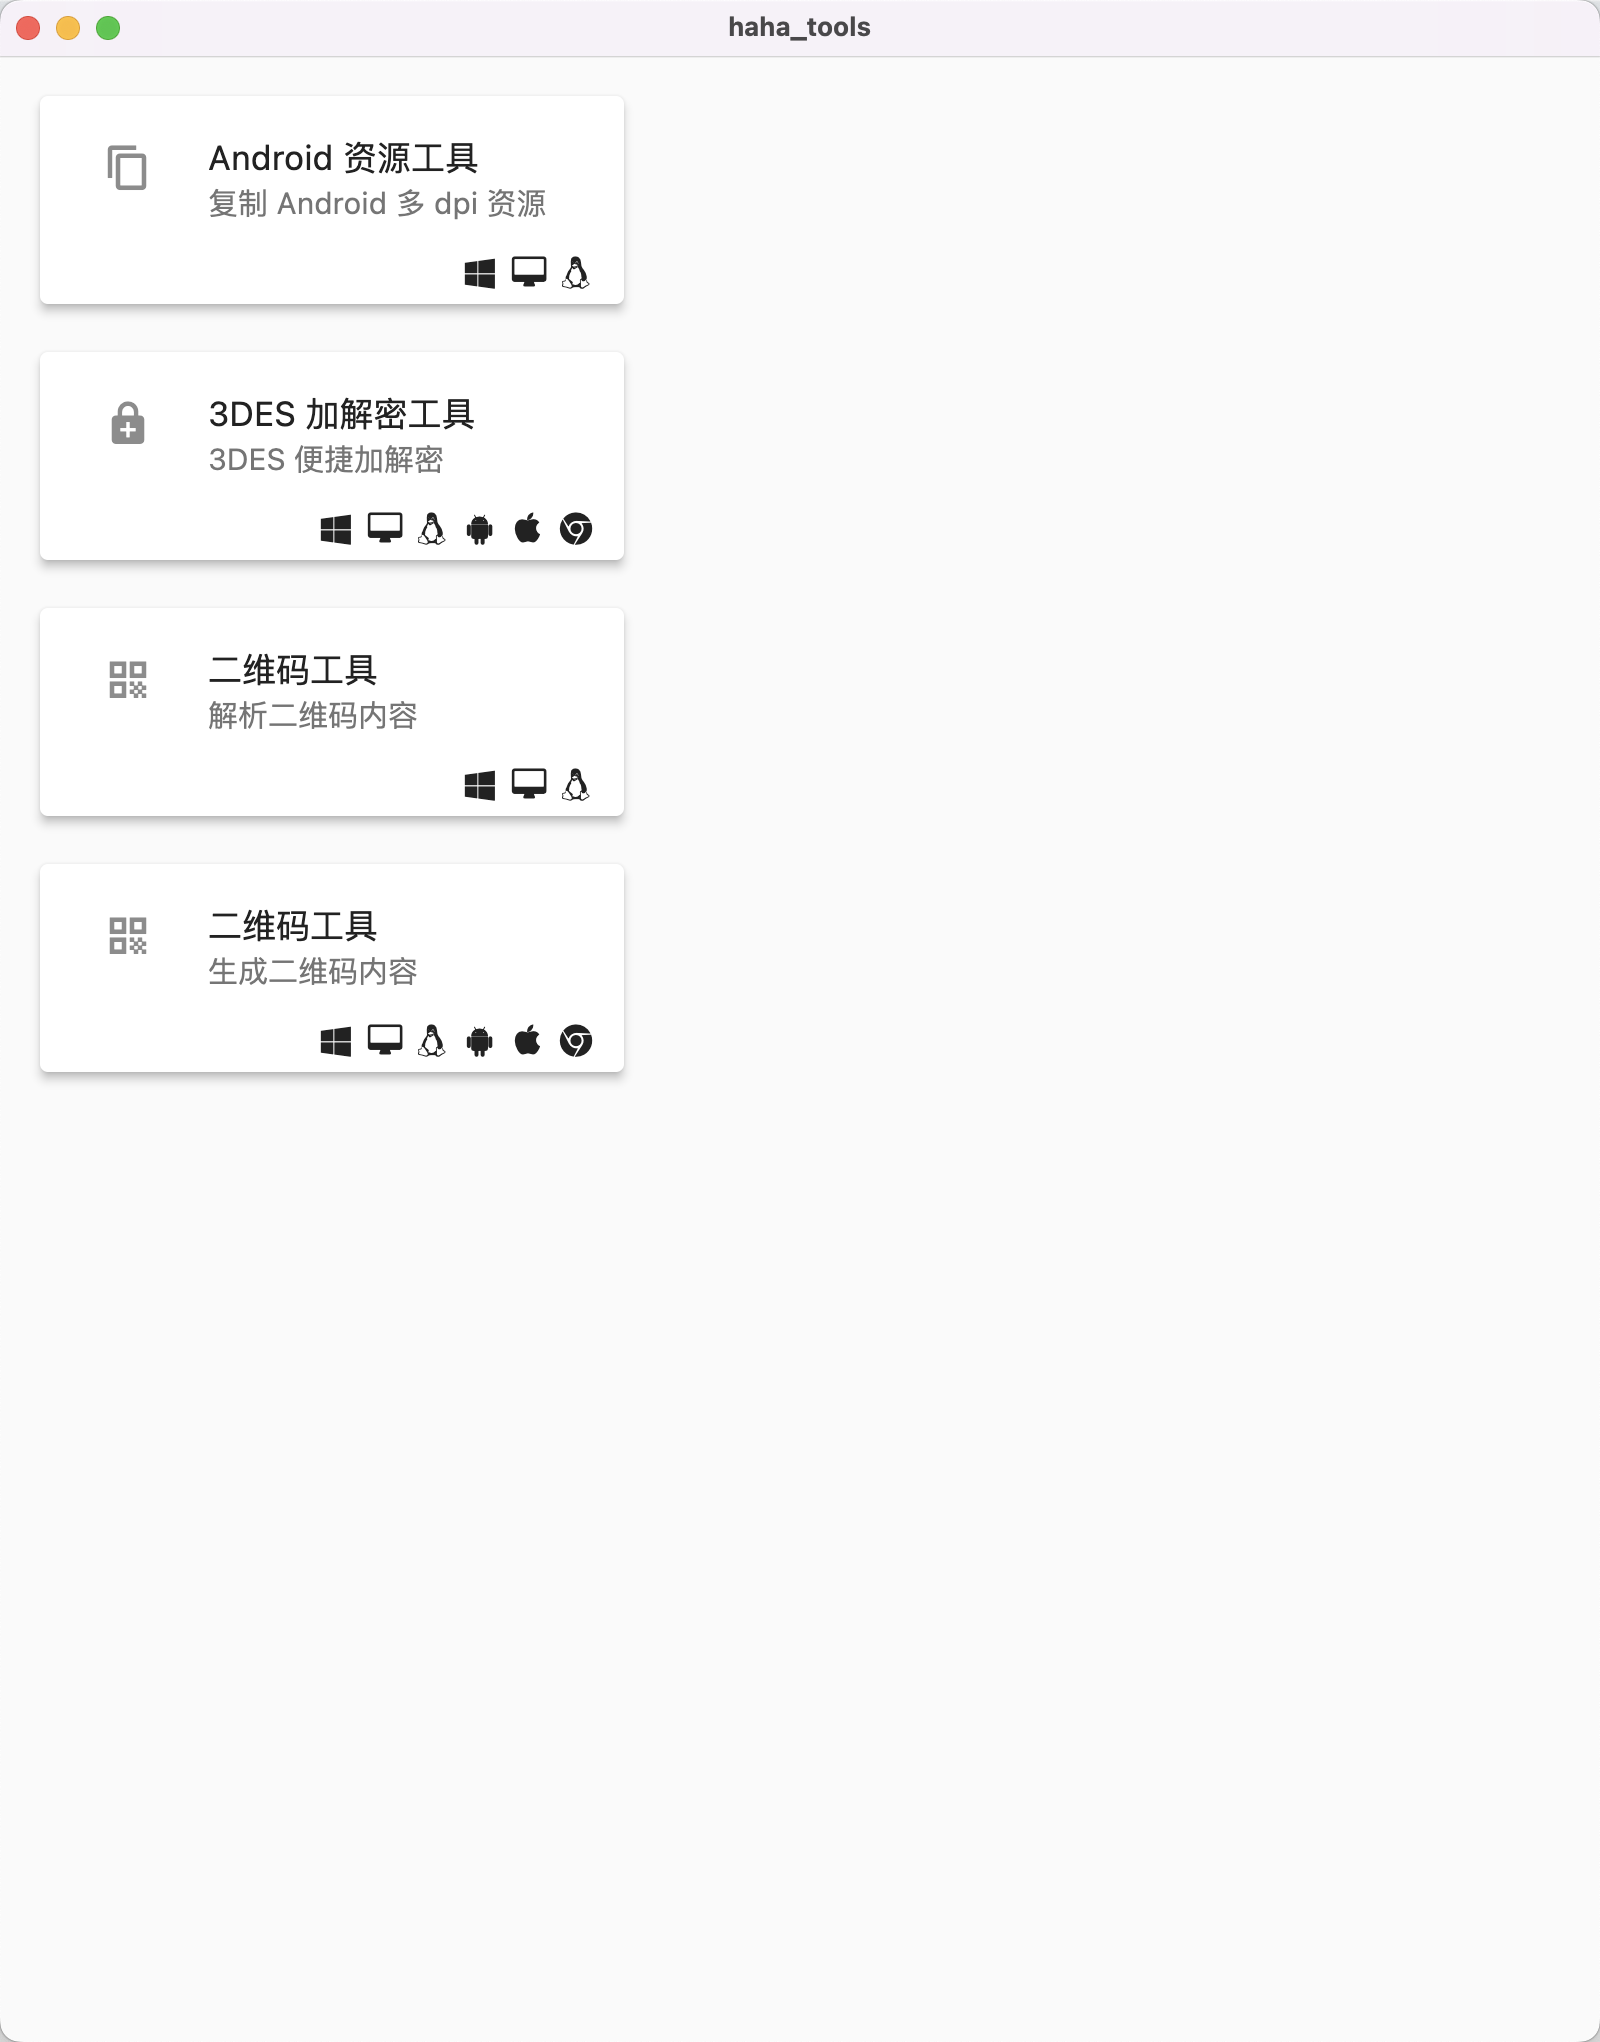 haha_tools
Android 资源工具
复制 Android 多 dpi 资源
3DES 加解密工具
3DES 便捷加解密
二维码工具
解析二维码内容
二维码工具
生成二维码内容